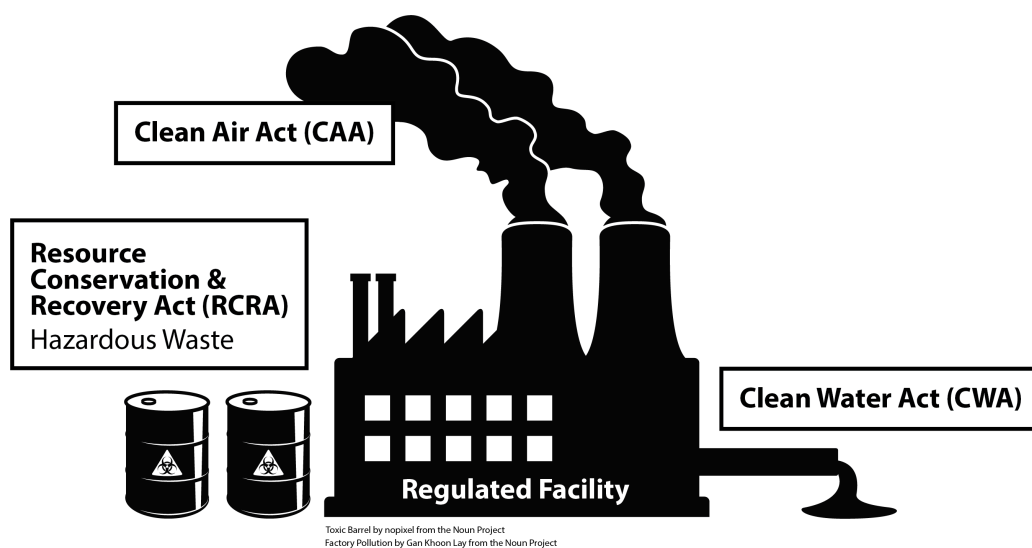 Clean Air Act (CAA)
Resource
Conservation &
Recovery Act (RCRA)
Hazardous Waste
Clean Water Act (CWA)
Regulated Facility
Toxic Barrel by nopixel from the Noun Project
Factory Pollution by Gan Khoon Lay from the Noun Project